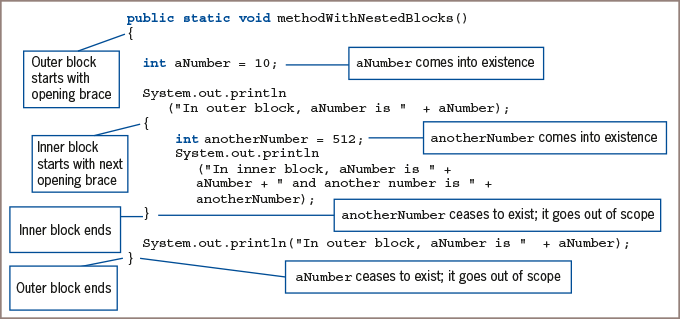 public static void methodWithNestedBlocks()
{
Outer block
starts with
opening brace
int aNumber = 10;
aNumber comes into existence
System.out.println
("In outer block, aNumber is " + aNumber);
{
Inner block
starts with next
opening brace
int anotherNumber = 512;
anotherNumber comes into existence
System.out.println
("In inner block, aNumber is " +
aNumber + " and another number is " +
anotherNumber);
Inner block ends
}
anotherNumber ceases to exist; it goes out of scope
System.out.println("In outer block, aNumber is " + aNumber);
Outer block ends
}
aNumber ceases to exist; it goes out of scope